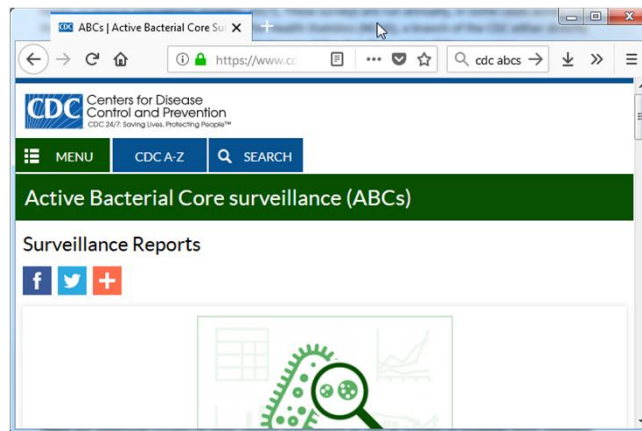 CDC ABCs | Active Bacterial Core Su
https://www.c
cdc abcs
CDC
Centers for Disease
Control and Prevention
CDC 24/7: Saving Lives, Protecting People™
MENU
CDC A-Z
SEARCH
Active Bacterial Core surveillance (ABCs)
Surveillance Reports
f